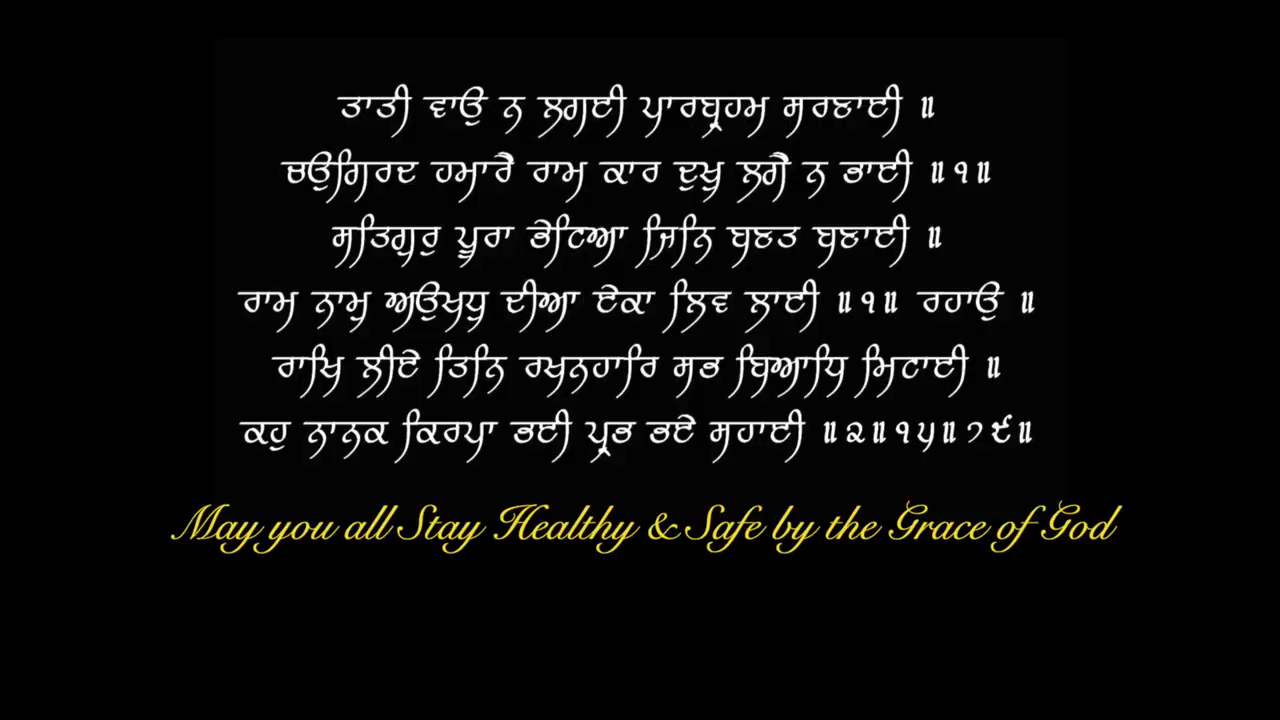 ਤਾਤੀ ਵਾਉ ਨ ਲਗਈ ਪਾਰਬ੍ਰਹਮ ਸਰਣਾਈ ॥
ਚਉਗਿਰਦ ਹਮਾਰੈ ਰਾਮ ਕਾਰ ਦੁਖੁ ਲਗੈ ਨ ਭਾਈ ॥੧॥
ਸਤਿਗੁਰੁ ਪੂਰਾ ਭੇਟਿਆ ਜਿਨਿ ਬਣਤ ਬਣਾਈ ॥
ਰਾਮ ਨਾਮੁ ਅਉਖਧੁ ਦੀਆ ਏਕਾ ਲਿਵ ਲਾਈ ॥੧॥ ਰਹਾਉ ॥
ਰਾਖਿ ਲੀਏ ਤਿਨਿ ਰਖਨਹਾਰਿ ਸਭ ਬਿਆਧਿ ਮਿਟਾਈ ॥
ਕਹੁ ਨਾਨਕ ਕਿਰਪਾ ਭਈ ਪ੍ਰਭ ਭਏ ਸਹਾਈ ॥੨॥੧੫॥੭੯॥
May you all Stay Healthy & Safe by the Grace of God